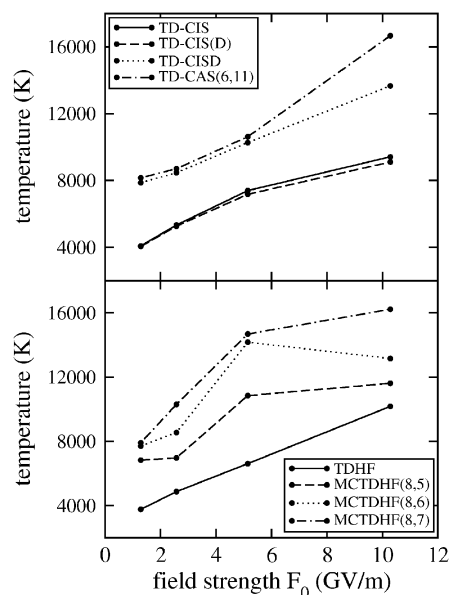 TD-CIS
TD-CIS(D)
TD-CISD
TD-CAS(6,11)
16000
12000
8000
4000
temperature (K)
16000
12000
8000
4000
temperature (K)
TDHF
MCTDHF(8,5)
MCTDHF(8,6)
MCTDHF(8,7)
0 2 4 6 8 10 12
field strength F0 (GV/m)